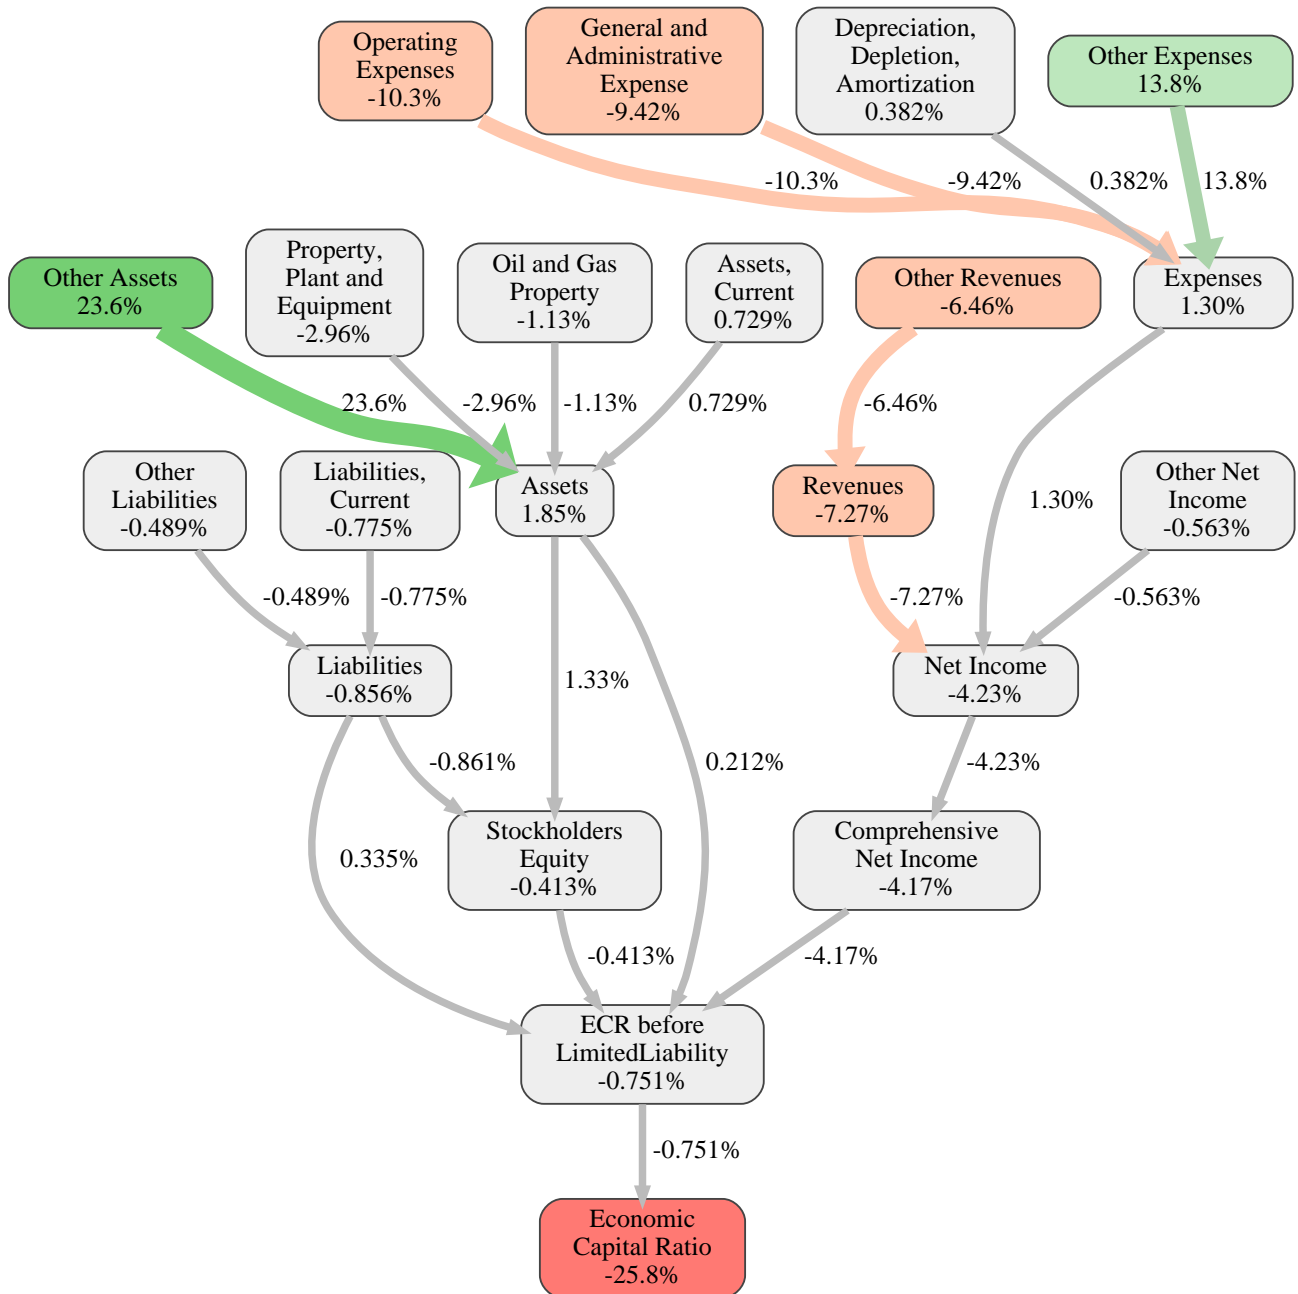 Operating
Expenses
-10.3%
General and
Administrative
Expense
-9.42%
Depreciation,
Depletion,
Amortization
0.382%
Other Expenses
13.8%
-10.3%
-9.42%
0.382%
13.8%
Other Assets
23.6%
Property,
Plant and
Equipment
-2.96%
Oil and Gas
Property
-1.13%
Assets,
Current
0.729%
Other Revenues
-6.46%
Expenses
1.30%
23.6%
-2.96%
-1.13%
0.729%
-6.46%
1.30%
Other
Liabilities
-0.489%
Liabilities,
Current
-0.775%
Assets
1.85%
Revenues
-7.27%
Other Net
Income
-0.563%
-0.489%
-0.775%
-7.27%
-0.563%
Liabilities
-0.856%
1.33%
Net Income
-4.23%
-0.861%
0.212%
-4.23%
0.335%
Stockholders
Equity
-0.413%
Comprehensive
Net Income
-4.17%
-0.413%
-4.17%
ECR before
LimitedLiability
-0.751%
-0.751%
Economic
Capital Ratio
-25.8%